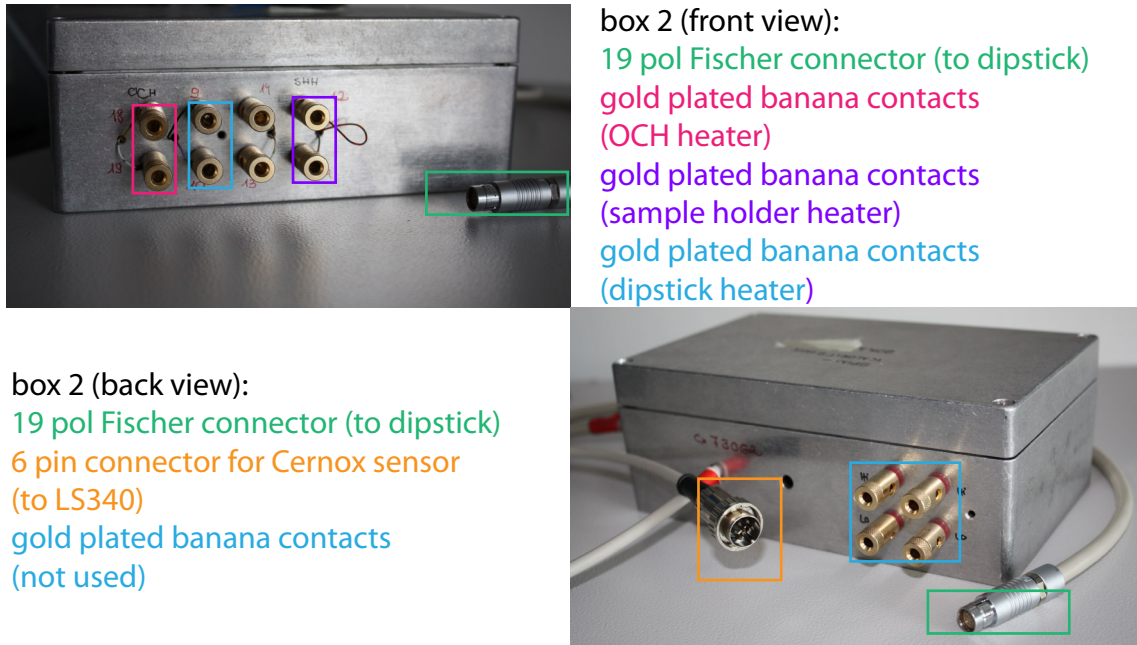 box 2 (front view):
19 pol Fischer connector (to dipstick)
gold plated banana contacts
(OCH heater)
gold plated banana contacts
(sample holder heater)
gold plated banana contacts
(dipstick heater)
SHH
18
9
12
19
13
box 2 (back view):
19 pol Fischer connector (to dipstick)
6 pin connector for Cernox sensor
(to LS340)
gold plated banana contacts
(not used)